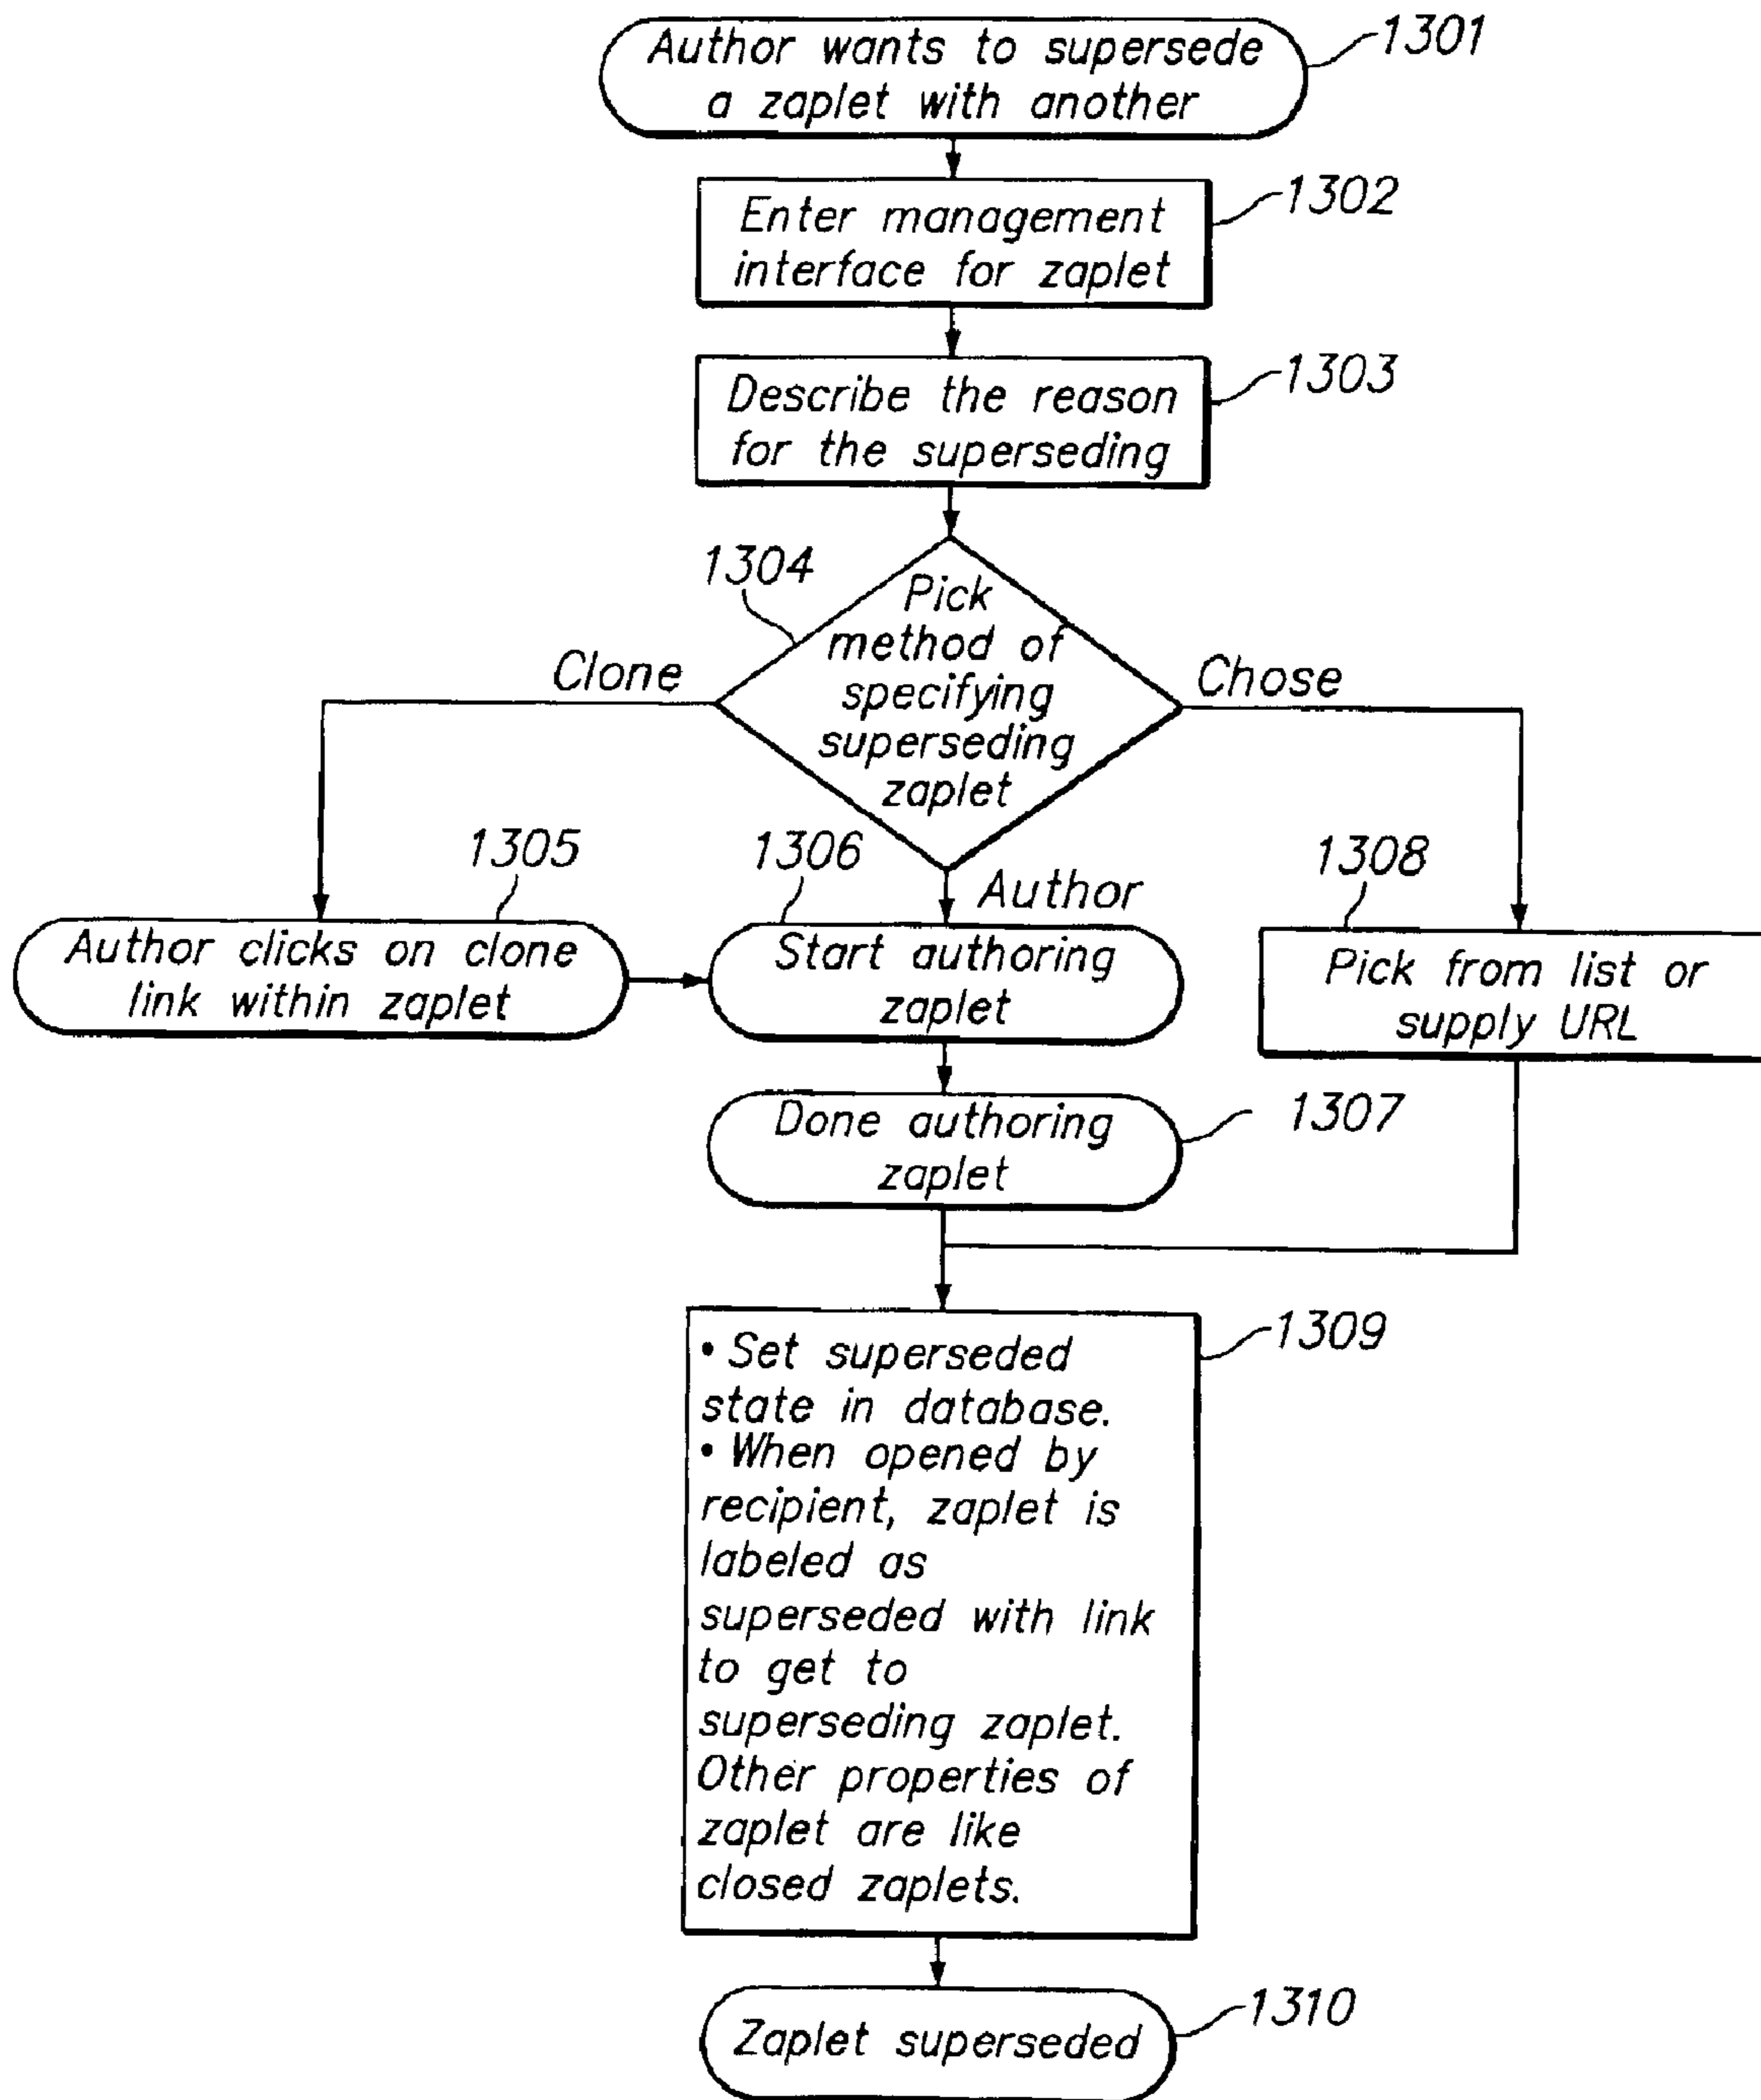 Author wants to supersede
a zaplet with another
1301
Enter management
interface for zaplet
1302
Describe the reason
for the superseding
1303
1304
Pick
method of
specifying
superseding
zaplet
Clone
Chose
Author
1305
Author clicks on clone
link within zaplet
1306
Start authoring
zaplet
1308
Pick from list or
supply URL
Done authoring
zaplet
1307
• Set superseded
state in database.
• When opened by
recipient, zaplet is
labeled as
superseded with link
to get to
superseding zaplet.
Other properties of
zaplet are like
closed zaplets.
1309
Zaplet superseded
1310